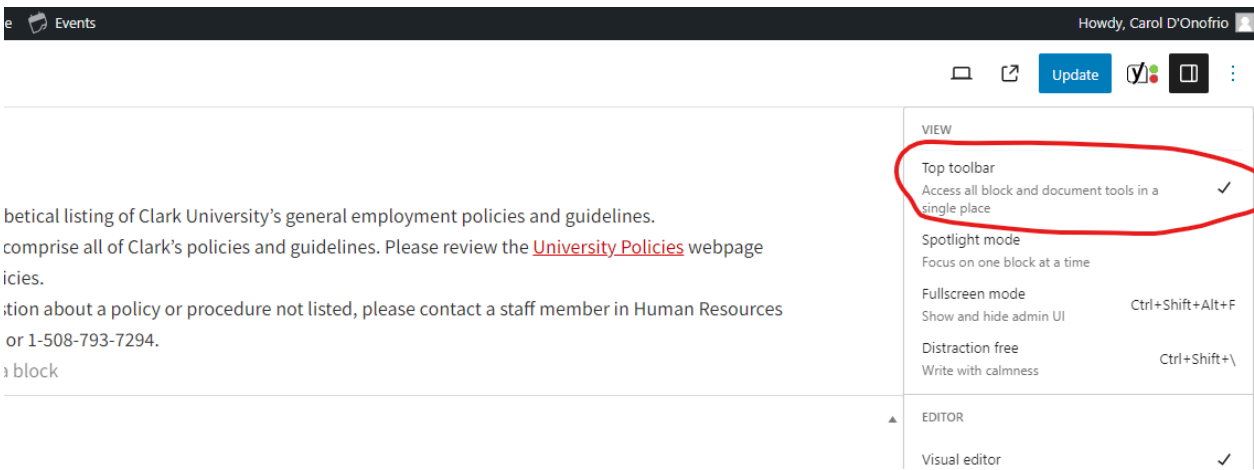 e Events Howdy, Carol D'Onofrio
Update
VIEW
Top toolbar
Access all block and document tools in a
single place
Spotlight mode
Focus on one block at a time
Fullscreen mode Ctrl+Shift+Alt+F
Show and hide admin UI
Distraction free Ctrl+Shift+\
Write with calmness
EDITOR
Visual editor
betical listing of Clark University’s general employment policies and guidelines.
comprise all of Clark’s policies and guidelines. Please review the University Policies webpage
icies.
stion about a policy or procedure not listed, please contact a staff member in Human Resources
or 1-508-793-7294.
a block